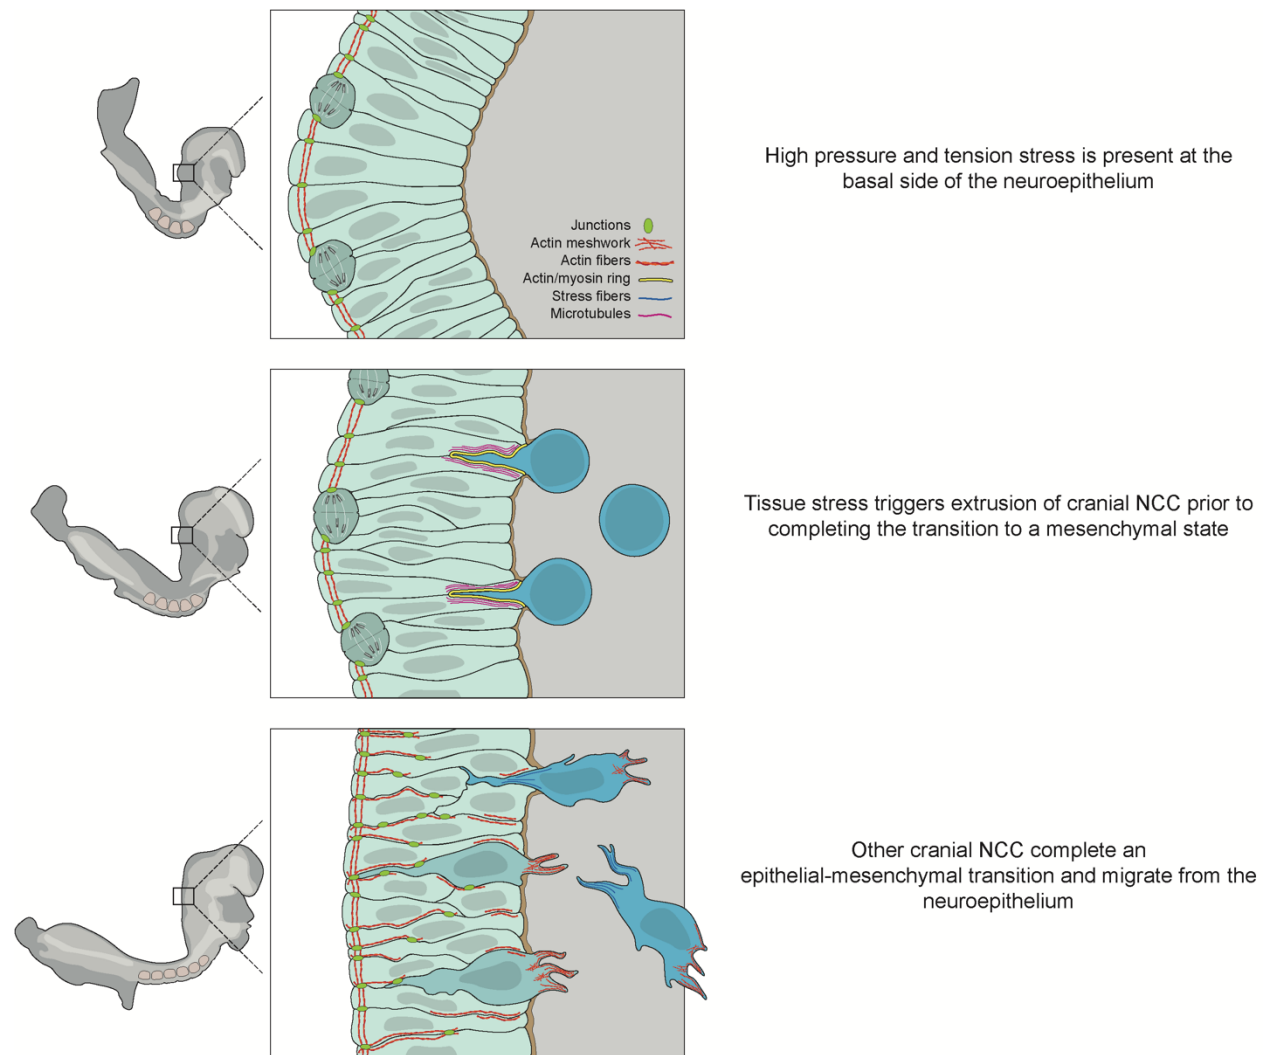 High pressure and tension stress is present at the
basal side of the neuroepithelium
Junctions
Actin meshwork
Actin fibers
Actin/myosin ring
Stress fibers
Microtubules
Tissue stress triggers extrusion of cranial NCC prior to
completing the transition to a mesenchymal state
Other cranial NCC complete an
epithelial-mesenchymal transition and migrate from the
neuroepithelium